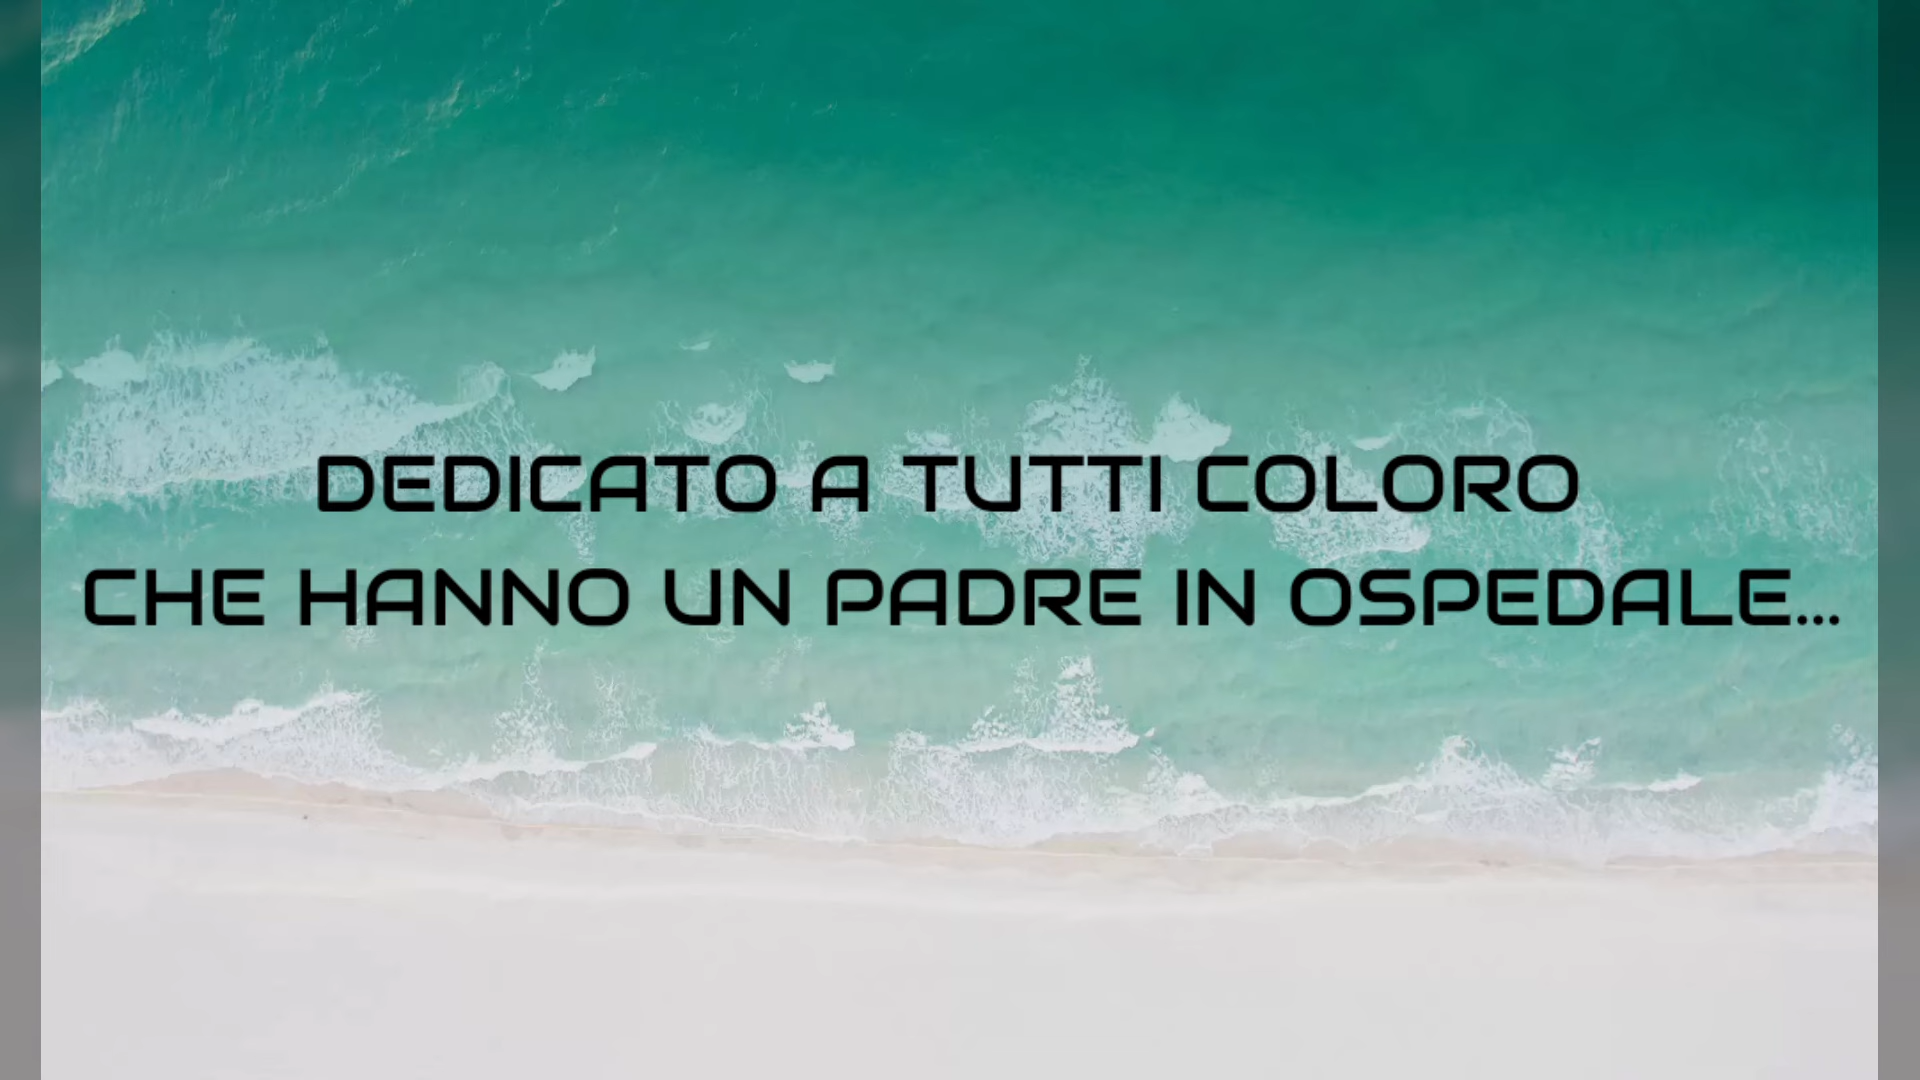 DEDICATO A TUTTI COLORO
CHE HANNO UN PADRE IN OSPEDALE...